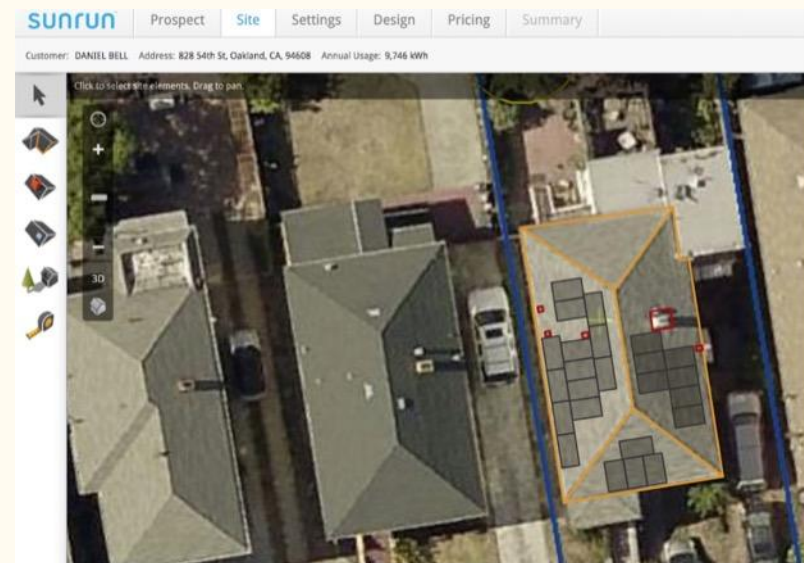 sunrun Prospect Site Settings Design Pricing Summary
Customer: DANIEL BELL Address: 828 54th St, Oakland, CA, 94608 Annual Usage: 9,746 kWh
Click to select site elements. Drag to pan.
3D